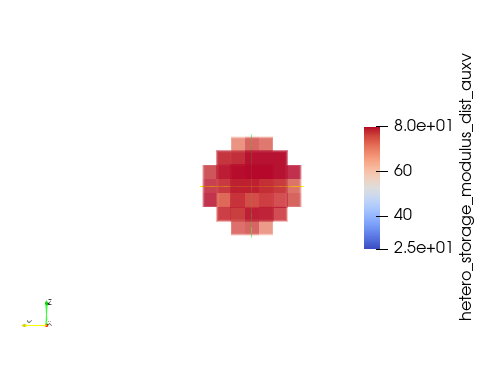 8.0e+01
60
40
2.5e+01
hetero_storage_modulus_dist_auxv
Z
Y
X